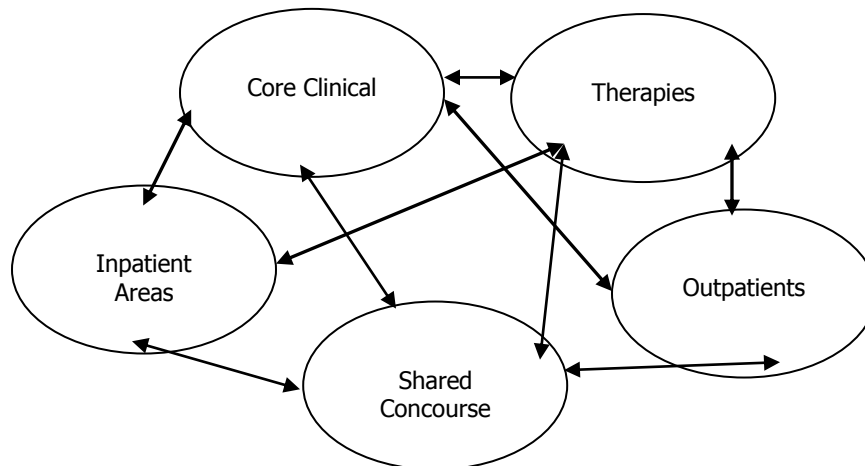 Core Clinical
Therapies
Inpatient
Areas
Outpatients
Shared
Concourse